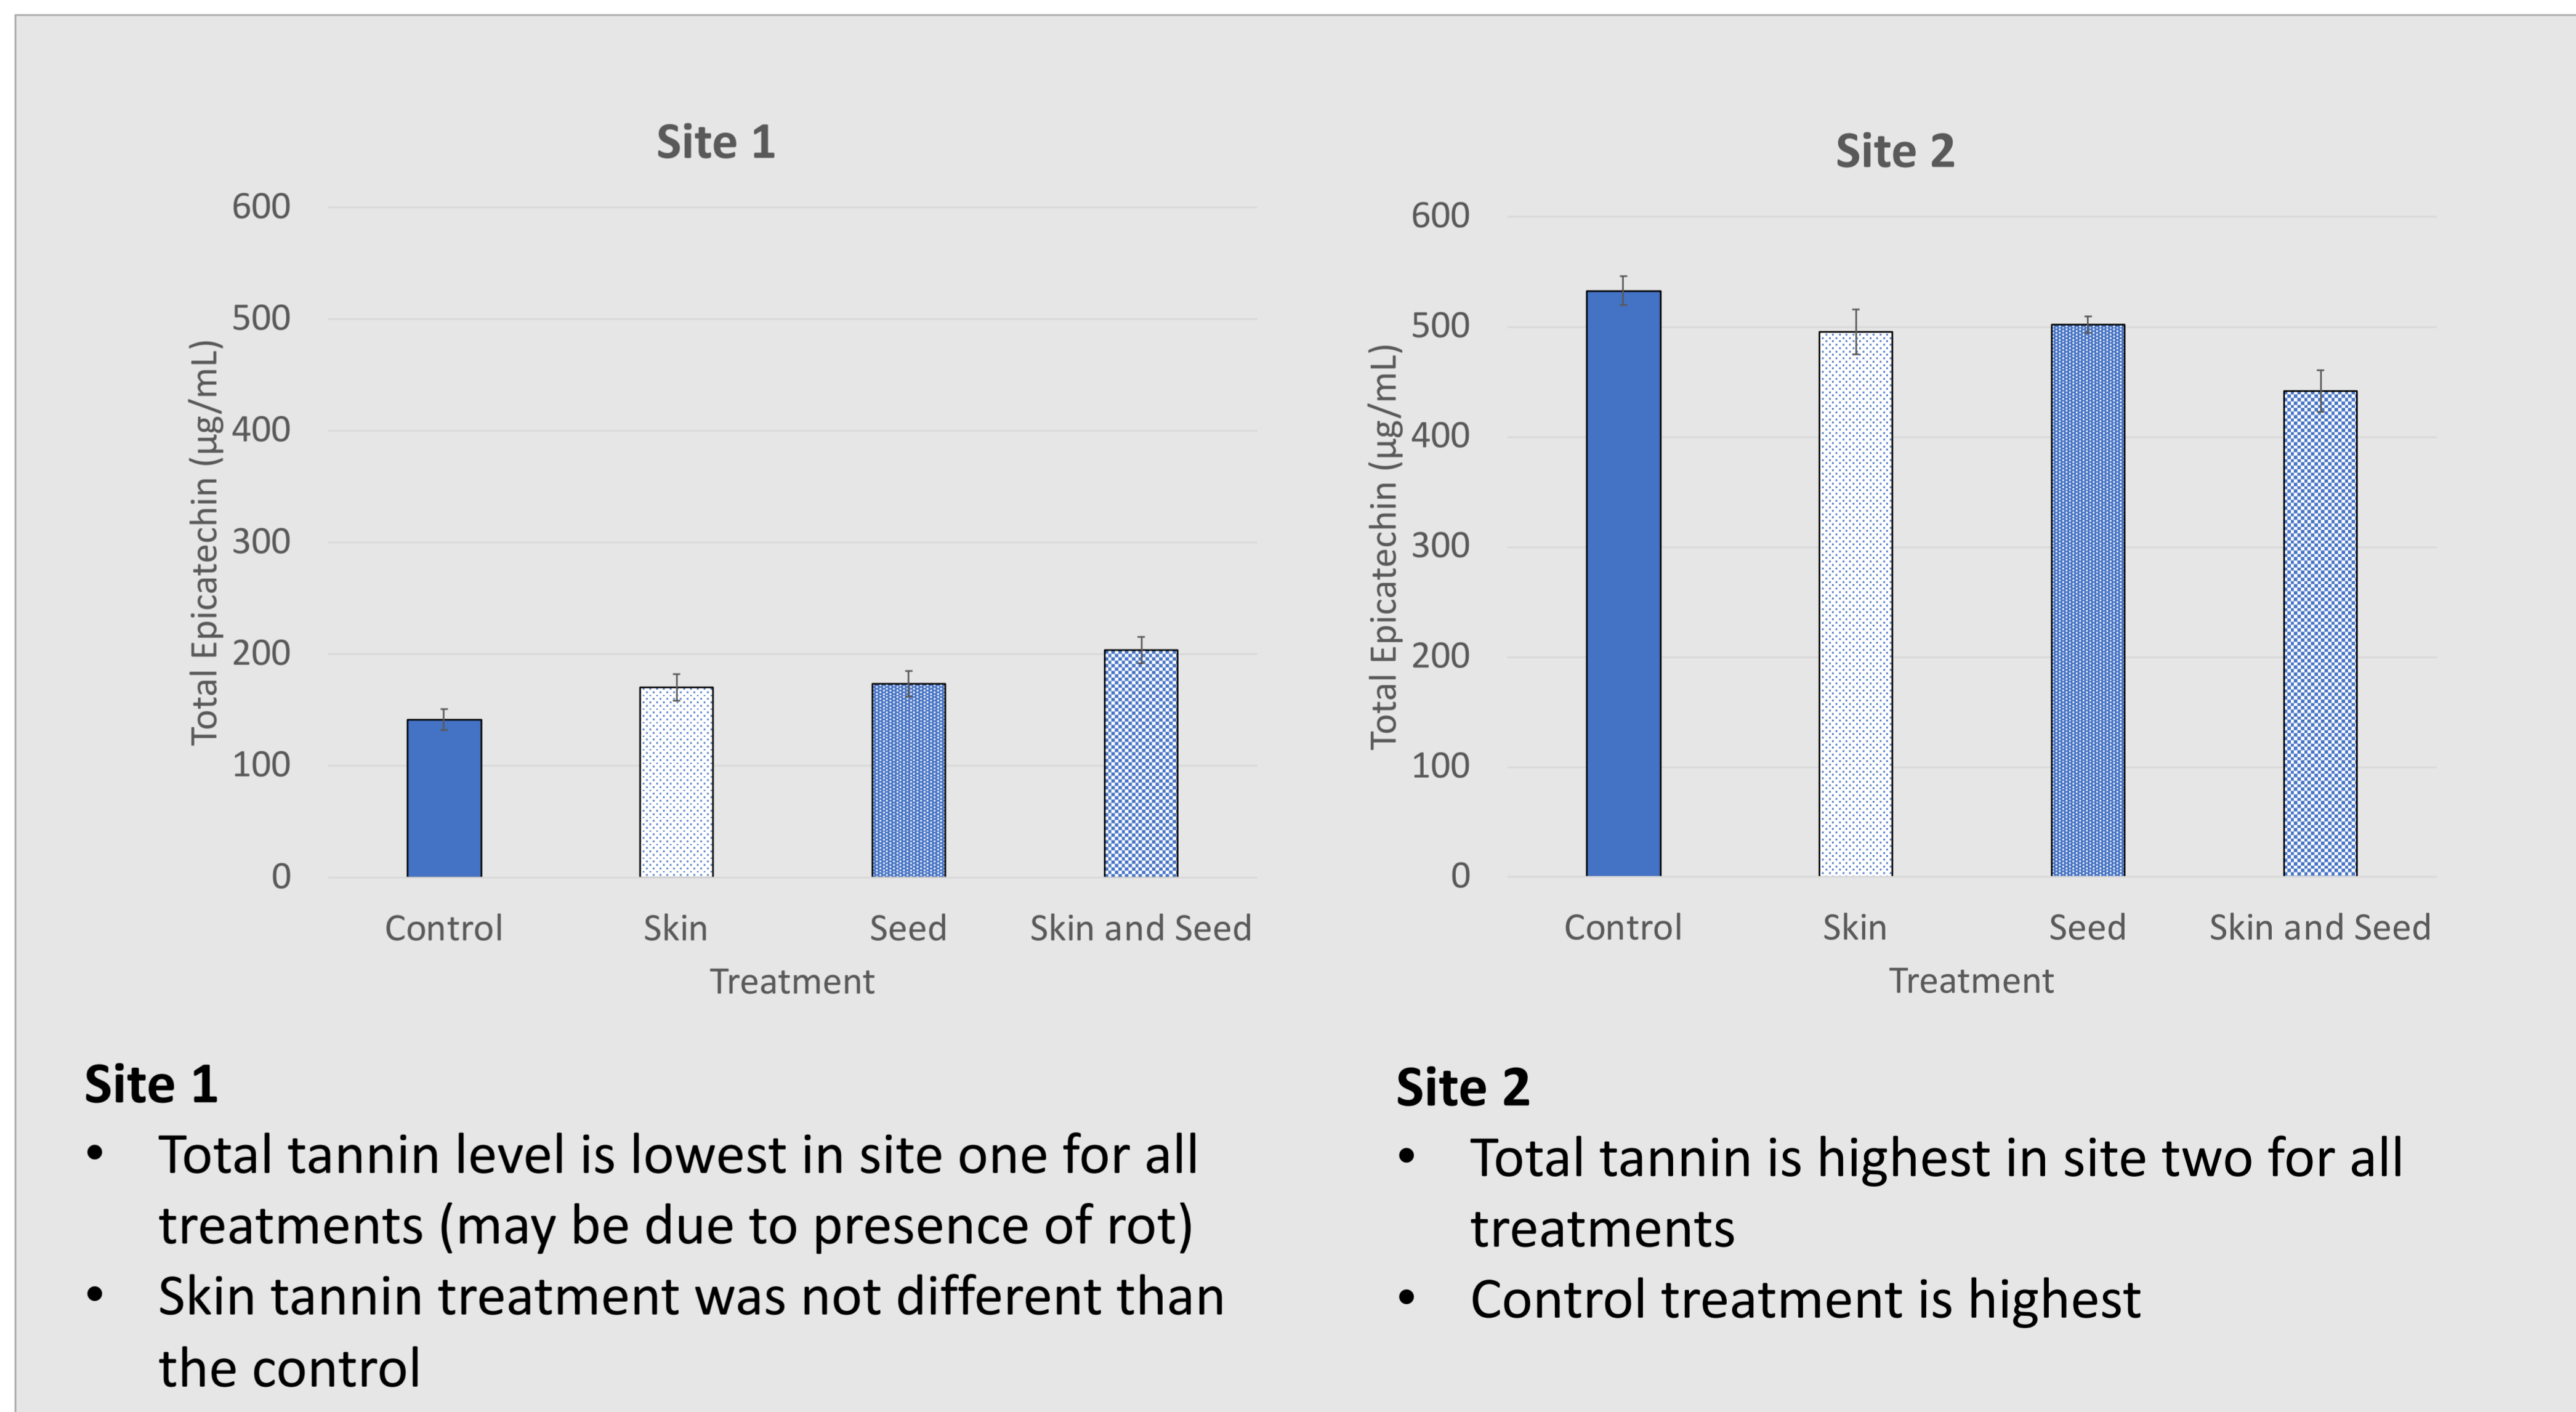 Site 1
600
500
400
300
200
100
0
Total Epicatechin (µg/mL)
Control Skin Seed Skin and Seed
Treatment
Site 2
600
500
400
300
200
100
0
Total Epicatechin (µg/mL)
Control Skin Seed Skin and Seed
Treatment
Site 1
• Total tannin level is lowest in site one for all
treatments (may be due to presence of rot)
• Skin tannin treatment was not different than
the control
Site 2
• Total tannin is highest in site two for all
treatments
• Control treatment is highest